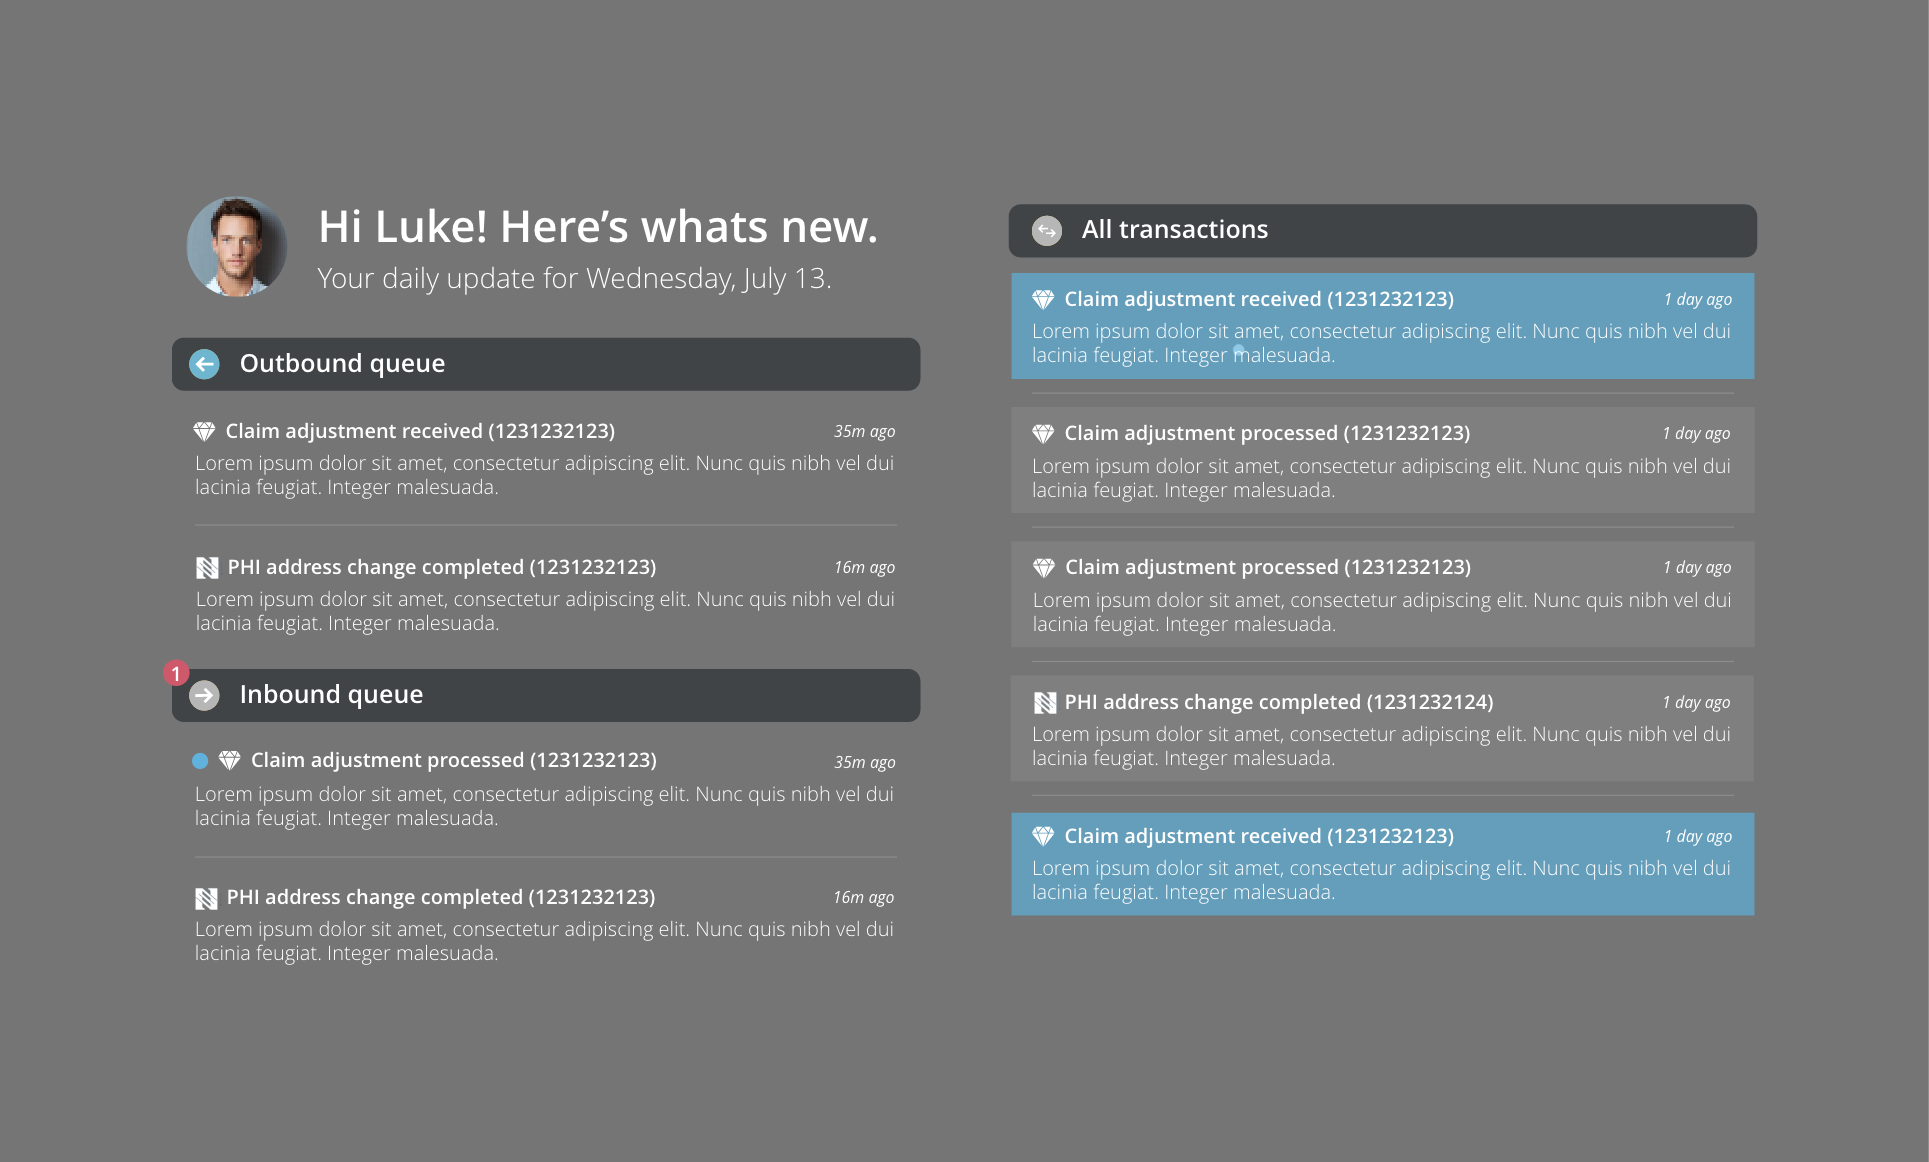 Hi Luke! Here’s whats new.
Your daily update for Wednesday, July 13.
Outbound queue
Claim adjustment received (1231232123)
35m ago
Lorem ipsum dolor sit amet, consectetur adipiscing elit. Nunc quis nibh vel dui
lacinia feugiat. Integer malesuada.
PHI address change completed (1231232123)
16m ago
Lorem ipsum dolor sit amet, consectetur adipiscing elit. Nunc quis nibh vel dui
lacinia feugiat. Integer malesuada.
1
Inbound queue
Claim adjustment processed (1231232123)
35m ago
Lorem ipsum dolor sit amet, consectetur adipiscing elit. Nunc quis nibh vel dui
lacinia feugiat. Integer malesuada.
PHI address change completed (1231232123)
16m ago
Lorem ipsum dolor sit amet, consectetur adipiscing elit. Nunc quis nibh vel dui
lacinia feugiat. Integer malesuada.
All transactions
Claim adjustment received (1231232123)
1 day ago
Lorem ipsum dolor sit amet, consectetur adipiscing elit. Nunc quis nibh vel dui
lacinia feugiat. Integer malesuada.
Claim adjustment processed (1231232123)
1 day ago
Lorem ipsum dolor sit amet, consectetur adipiscing elit. Nunc quis nibh vel dui
lacinia feugiat. Integer malesuada.
Claim adjustment processed (1231232123)
1 day ago
Lorem ipsum dolor sit amet, consectetur adipiscing elit. Nunc quis nibh vel dui
lacinia feugiat. Integer malesuada.
PHI address change completed (1231232124)
1 day ago
Lorem ipsum dolor sit amet, consectetur adipiscing elit. Nunc quis nibh vel dui
lacinia feugiat. Integer malesuada.
Claim adjustment received (1231232123)
1 day ago
Lorem ipsum dolor sit amet, consectetur adipiscing elit. Nunc quis nibh vel dui
lacinia feugiat. Integer malesuada.